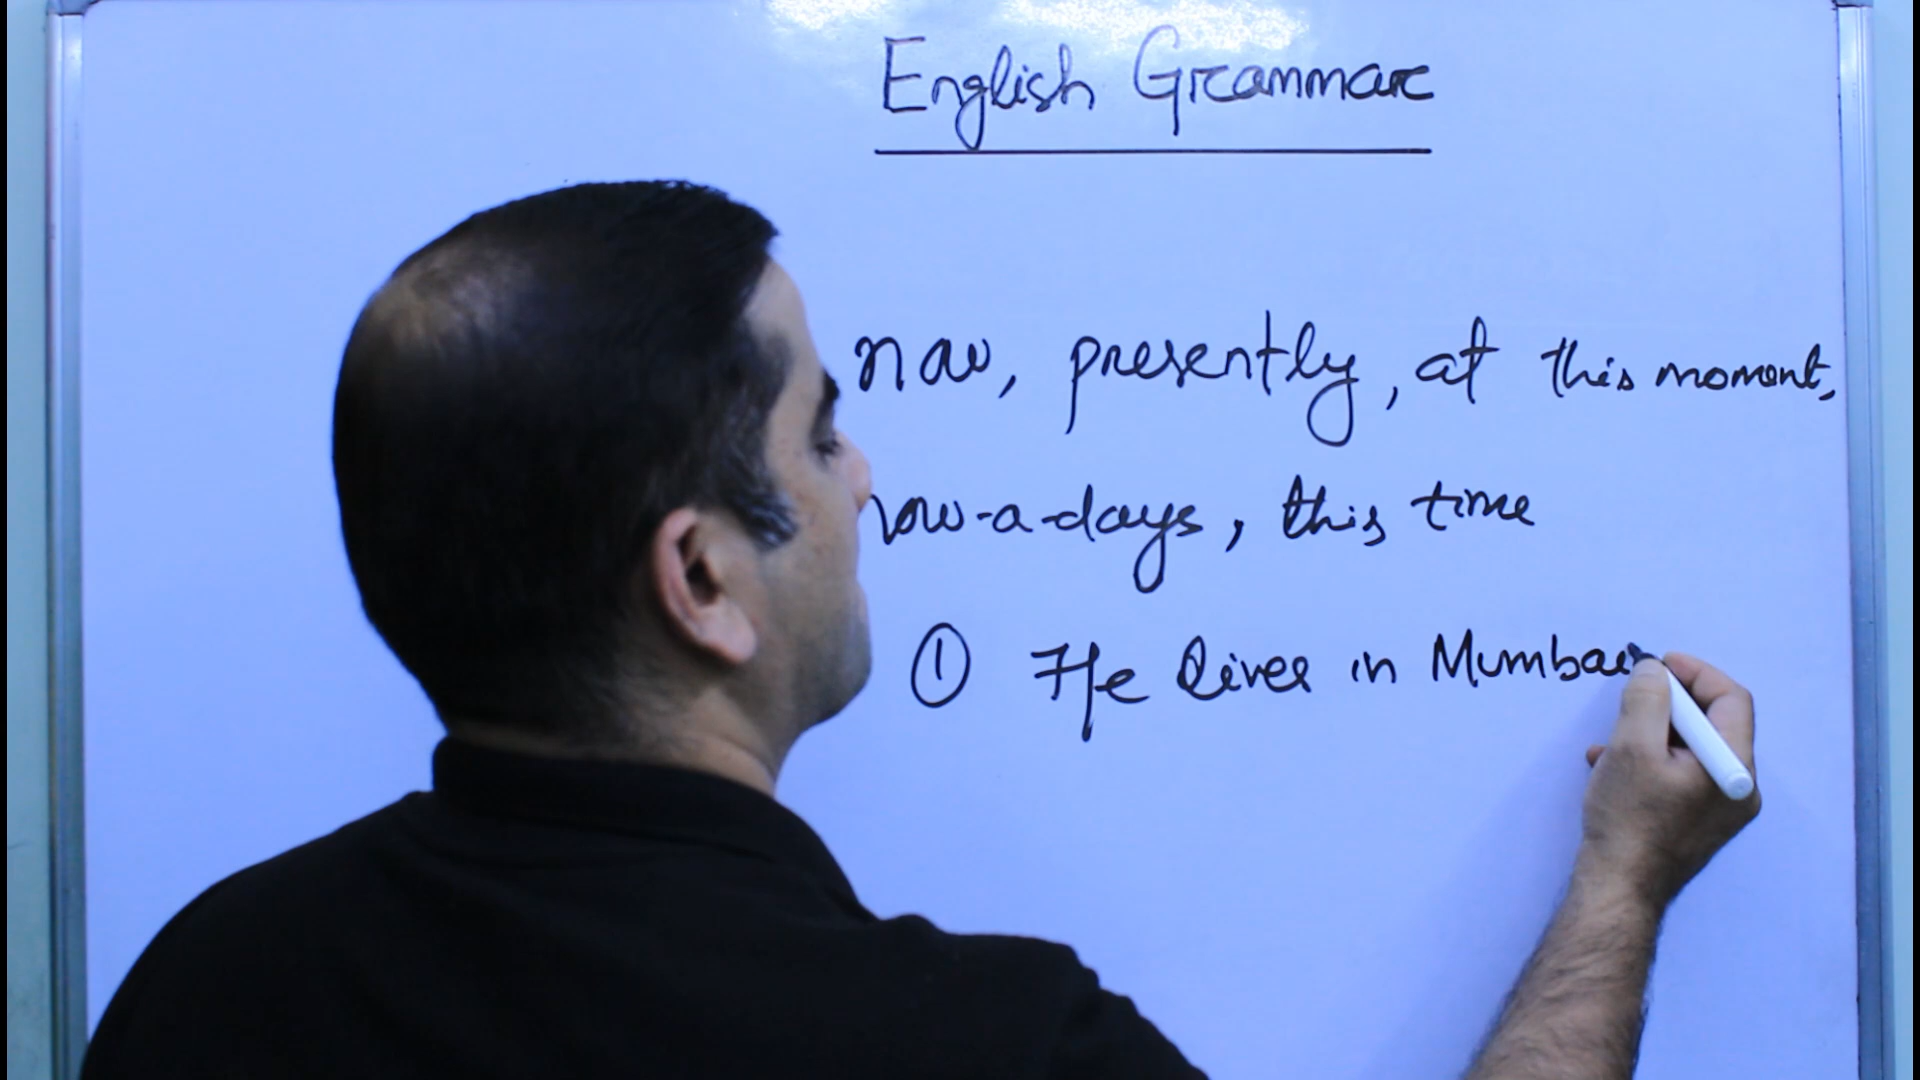 English Grammar
now, presently, at this moment,
now-a-days, this time
① He lives in Mumbai